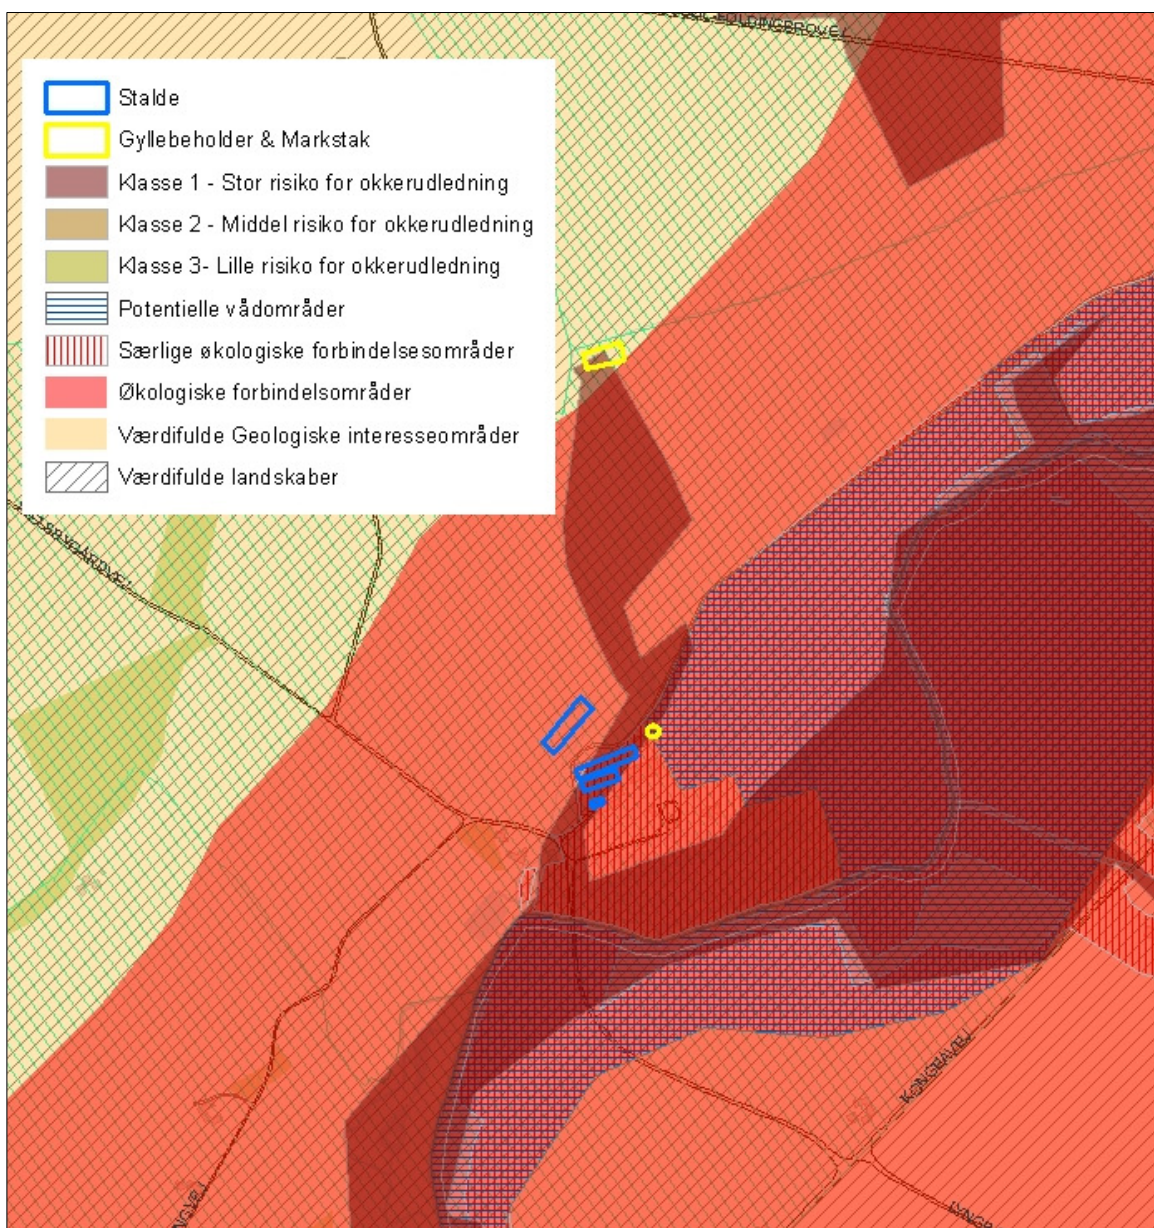 Stalde
Gyllebeholder & Markstak
Klasse 1 - Stor risiko for okkerudledning
Klasse 2 - Middel risiko for okkerudledning
Klasse 3- Lille risiko for okkerudledning
Potentielle vådområder
Særlige økologiske forbindelsesområder
Økologiske forbindelsområder
Værdifulde Geologiske interesseområder
Værdifulde landskaber
KONGEAVEJ